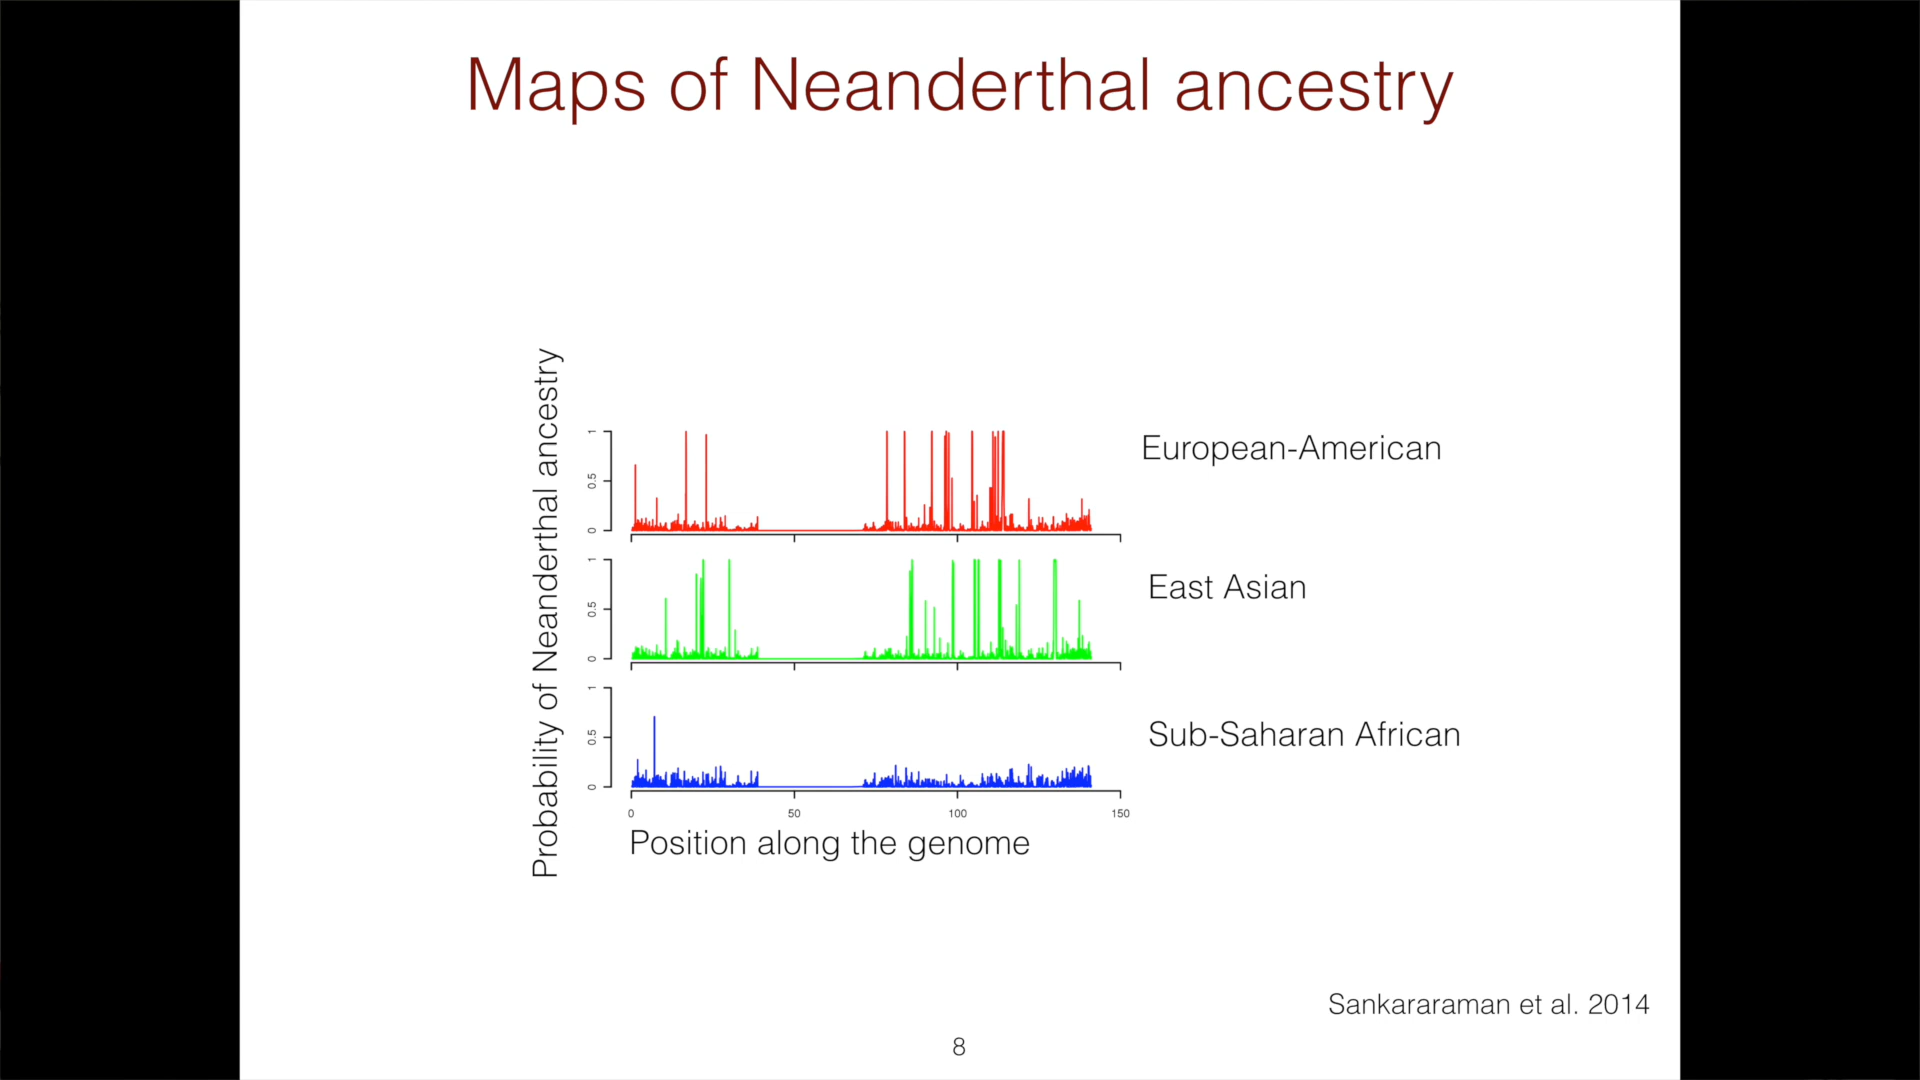 Maps of Neanderthal ancestry
Probability of Neanderthal ancestry
1
0.5
0
European-American
1
0.5
0
East Asian
1
0.5
0
Sub-Saharan African
0 50 100 150
Position along the genome
Sankararaman et al. 2014
8